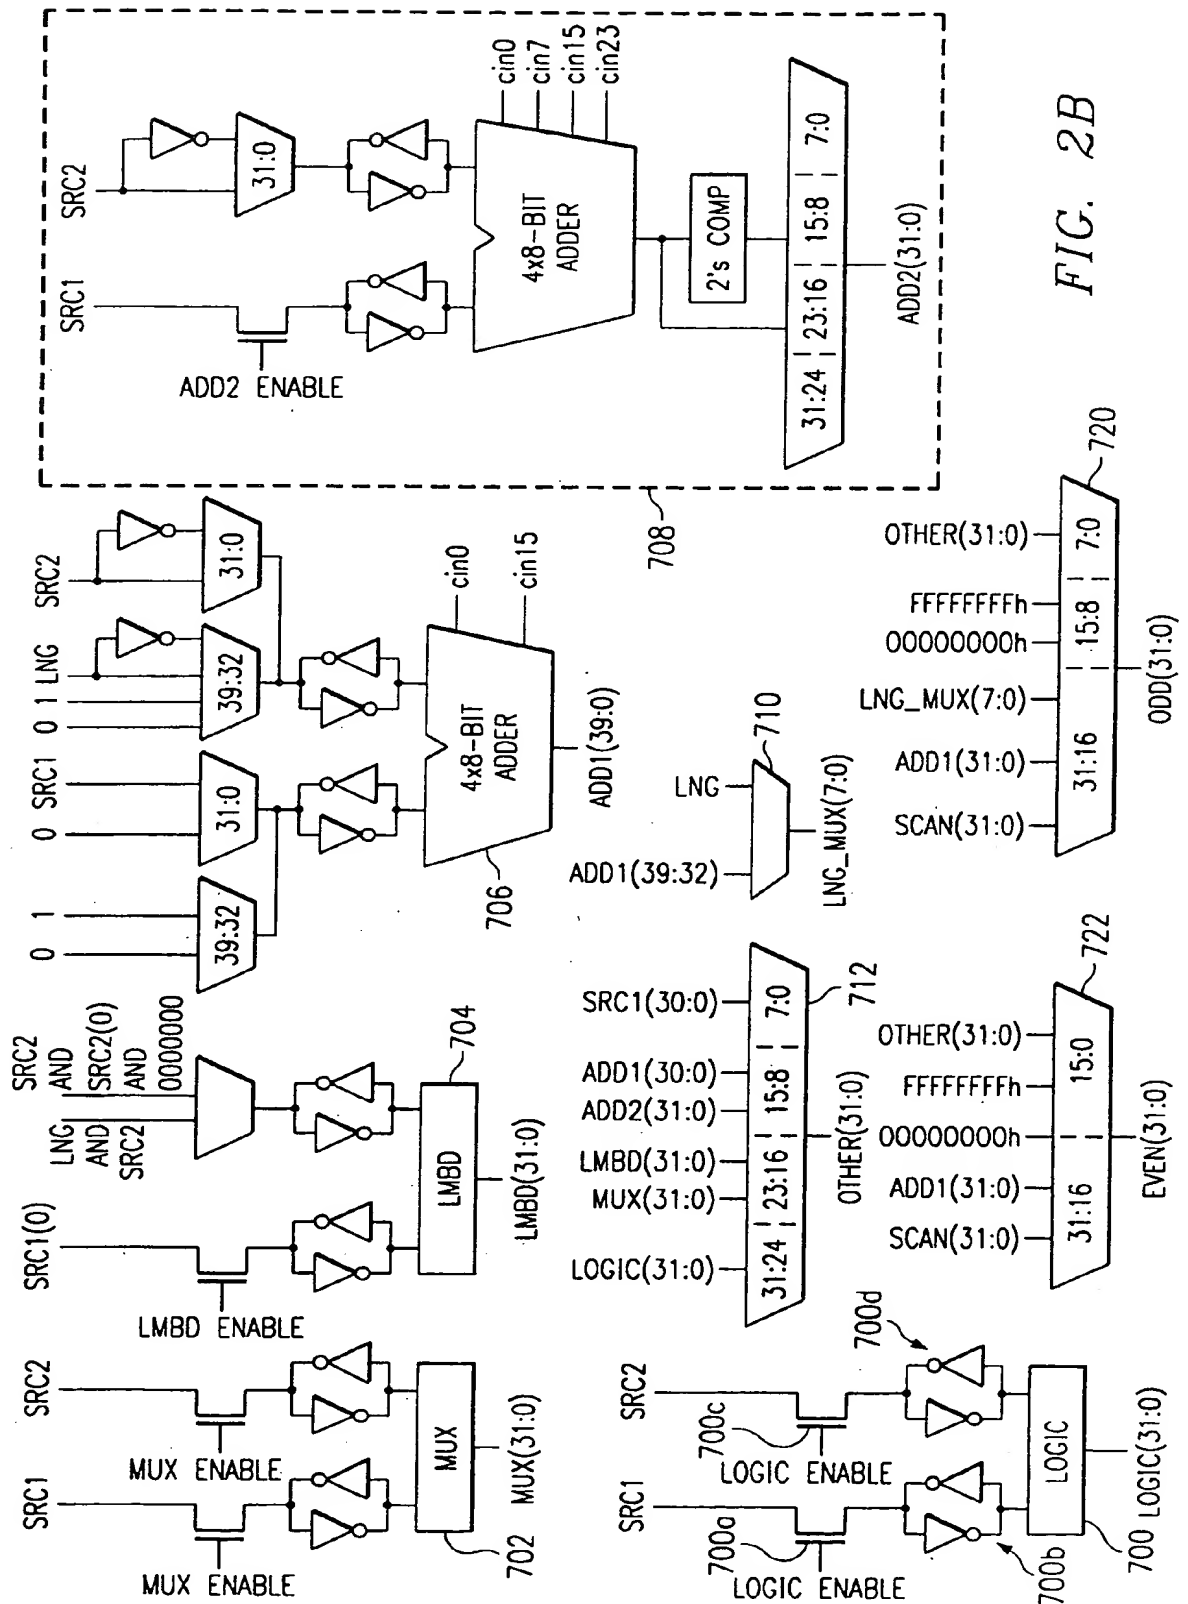 SRC1
MUX ENABLE
SRC2
MUX ENABLE
MUX
702
MUX(31:0)
SRC1(0)
LMBD ENABLE
LNG
AND
SRC2
SRC2
AND
SRC2(0)
AND
0000000
LMBD
704
LMBD(31:0)
0
1
39:32
0
SRC1
31:0
0
1
LNG
39:32
SRC2
31:0
4x8-BIT
ADDER
cin0
cin15
706
ADD1(39:0)
SRC1
ADD2 ENABLE
SRC2
31:0
4x8-BIT
ADDER
cin0
cin7
cin15
cin23
2's COMP
31:24
23:16
15:8
7:0
ADD2(31:0)
708
SRC1
LOGIC ENABLE
700a
SRC2
LOGIC ENABLE
700c
700d
700b
LOGIC
700
LOGIC(31:0)
LOGIC(31:0)
MUX(31:0)
LMBD(31:0)
ADD2(31:0)
ADD1(30:0)
SRC1(30:0)
31:24
23:16
15:8
7:0
712
OTHER(31:0)
ADD1(39:32)
LNG
710
LNG_MUX(7:0)
SCAN(31:0)
ADD1(31:0)
00000000h
FFFFFFFFh
OTHER(31:0)
31:16
15:0
722
EVEN(31:0)
SCAN(31:0)
ADD1(31:0)
LNG_MUX(7:0)
00000000h
FFFFFFFFh
OTHER(31:0)
31:16
15:8
7:0
720
ODD(31:0)
FIG. 2B